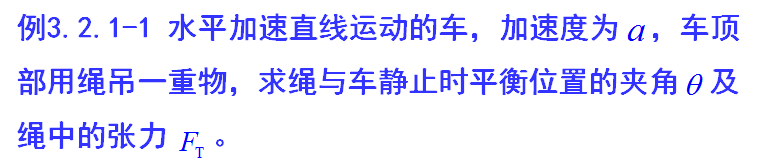 例3.2.1-1 水平加速直线运动的车，加速度为 a，车顶
部用绳吊一重物，求绳与车静止时平衡位置的夹角 θ 及
绳中的张力 F_T 。